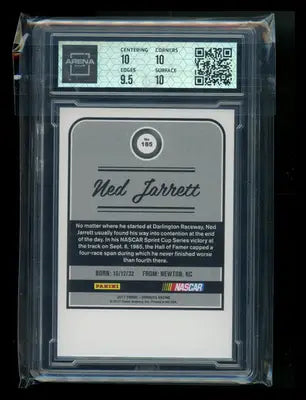 ARENA
CENTERING CORNERS
10 10
EDGES SURFACE
9.5 10
No.
185
Ned Jarrett
No matter where he started at Darlington Raceway, Ned
Jarrett usually found his way into contention at the end
of the day. In his NASCAR Sprint Cup Series victory at
the track on Sept. 6, 1965, the Hall of Famer capped a
four-race span during which he never finished worse
than fourth there.
BORN: 10/12/32 FROM: NEWTON, NC
PANINI NASCAR
2017 PANINI - DONRUSS RACING